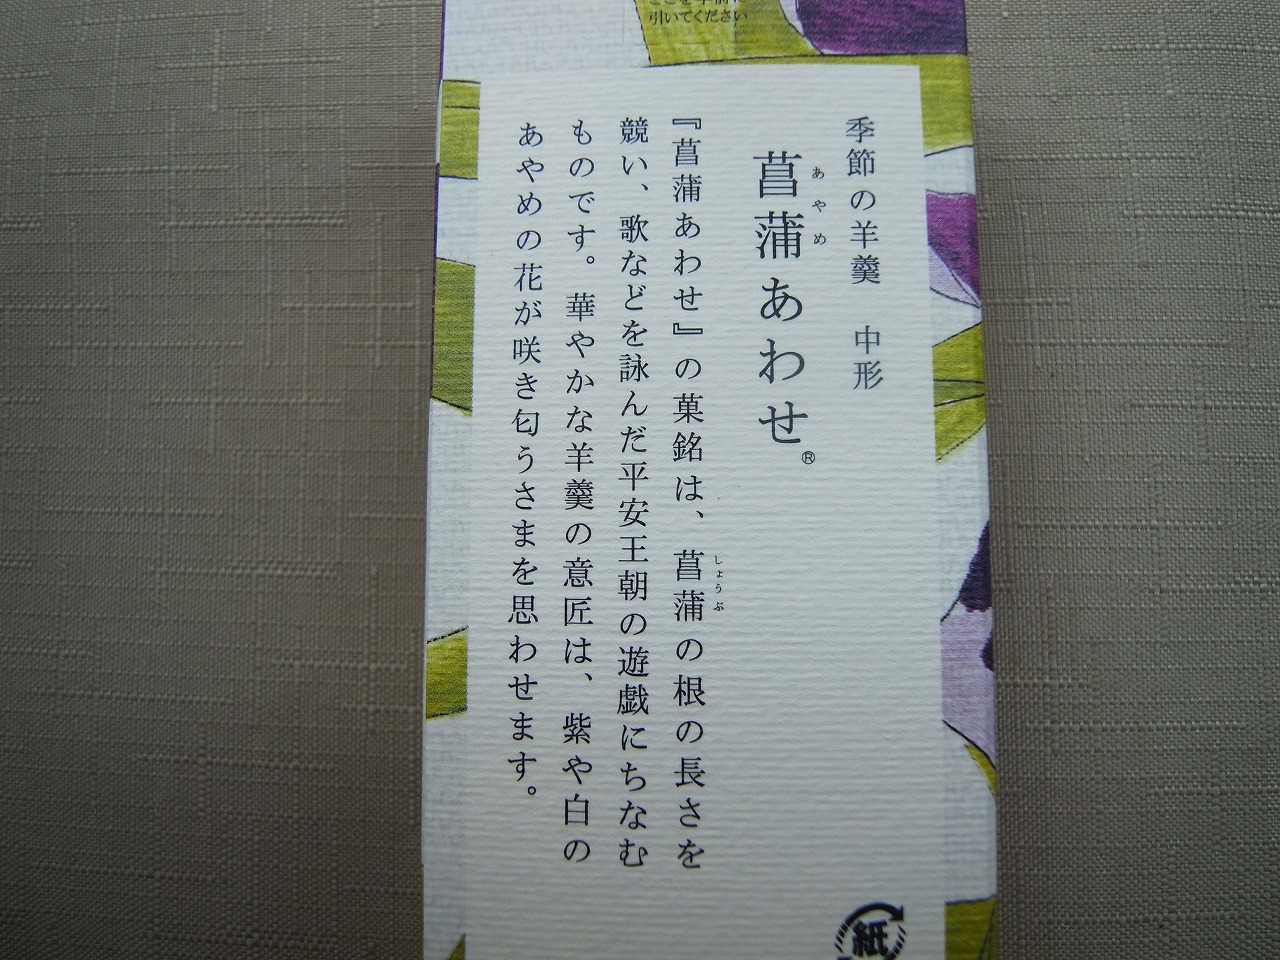 引いてください
季節の羊羹　中形
菖蒲あわせ®
あやめ
『菖蒲あわせ』の菓銘は、菖蒲の根の長さを
しょうぶ
競い、歌などを詠んだ平安王朝の遊戯にちなむ
ものです。華やかな羊羹の意匠は、紫や白の
あやめの花が咲き匂うさまを思わせます。
紙